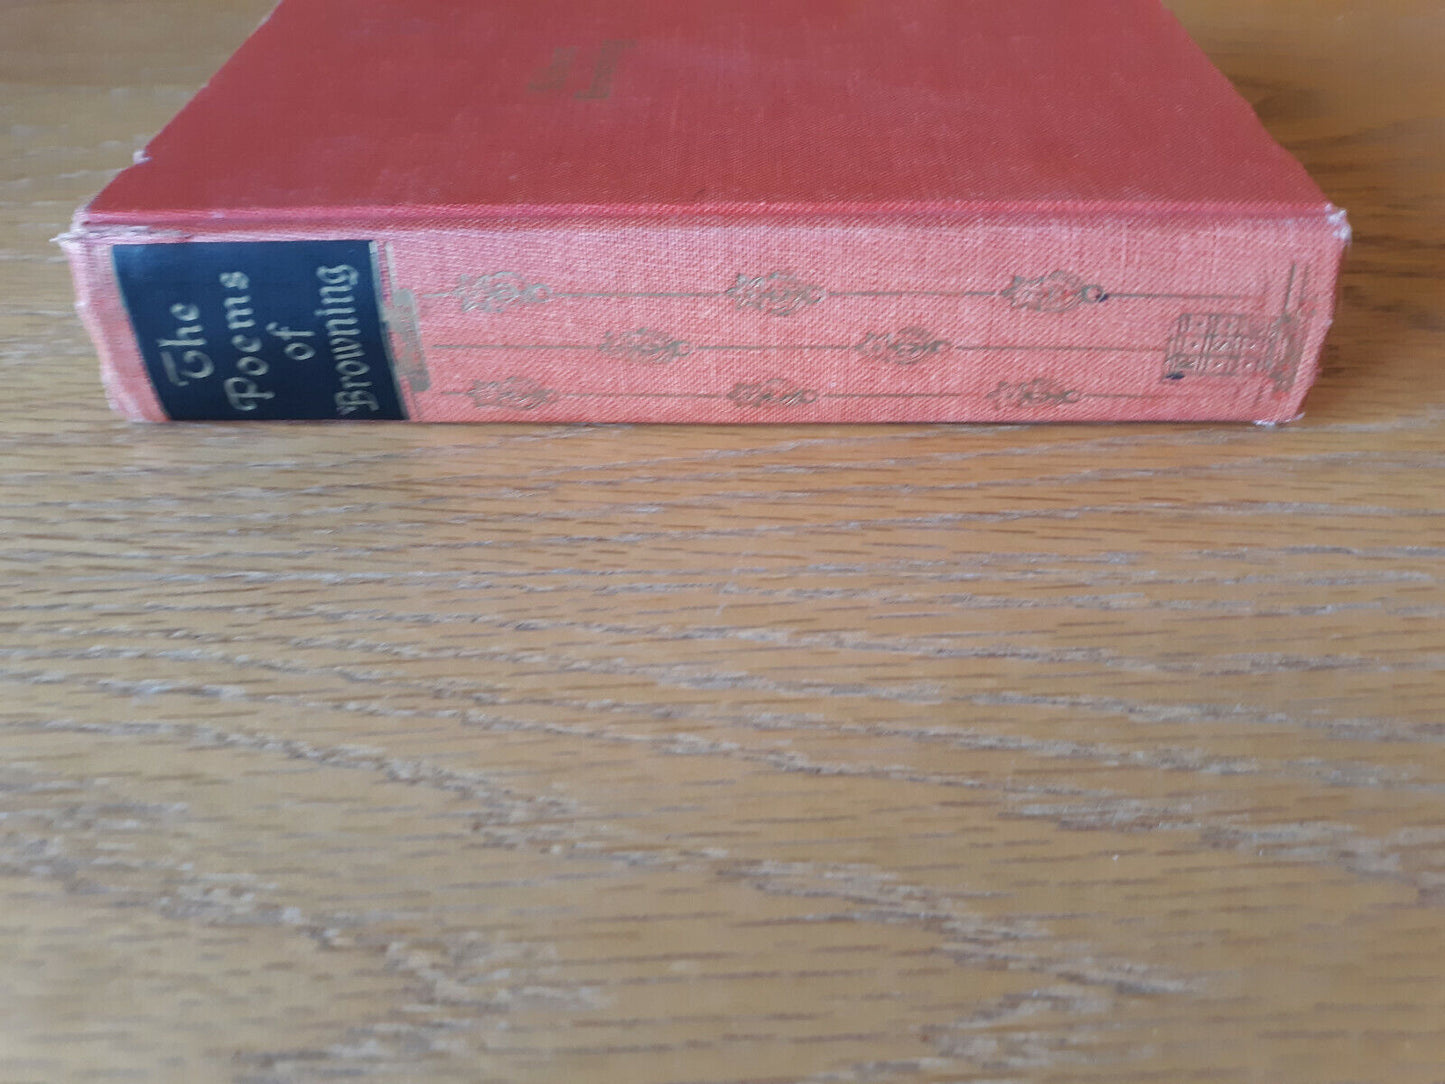 The
Poems
of
Browning